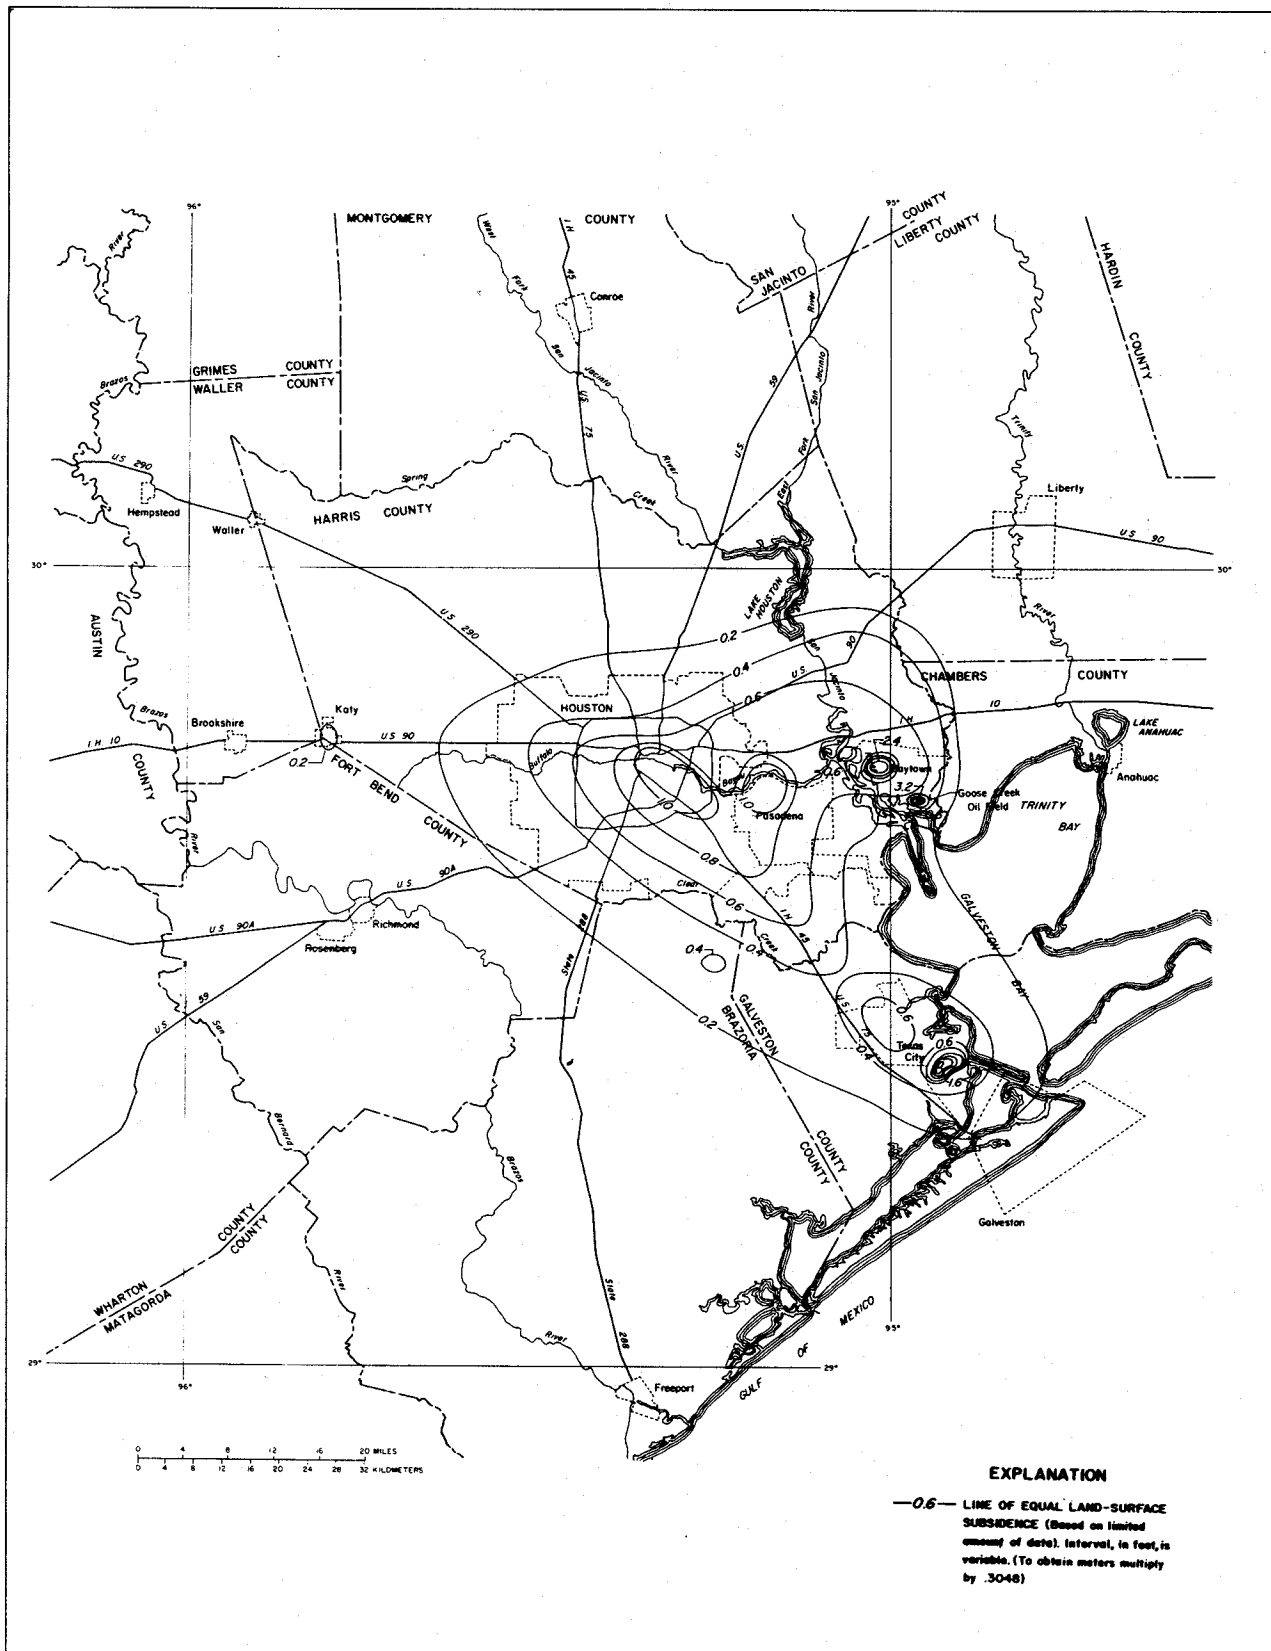 96°
95°
MONTGOMERY COUNTY
COUNTY
LIBERTY COUNTY
SAN
JACINTO
HARDIN
COUNTY
River
West
Fork
San
Jacinto
River
I H
45
Conroe
U.S.
75
GRIMES COUNTY
WALLER COUNTY
Brazos
59
U.S.
River
San Jacinto
Fork
East
Trinity
River
U.S. 290
Hempstead
Waller
Spring
Creek
HARRIS COUNTY
Liberty
U.S. 90
30°
30°
AUSTIN
COUNTY
LAKE
HOUSTON
U.S. 290
0.2
0.4
0.6
U.S.
90
San
Jacinto
CHAMBERS COUNTY
Brazos
River
Brookshire
Katy
0.2
I H 10
US 90
HOUSTON
Buffalo
Bayou
I H
10
LAKE
ANAHUAC
Anahuac
FORT BEND
COUNTY
2.4
Baytown
0.6
3.2
Goose Creek
Oil Field
TRINITY
BAY
1.0
1.0
Pasadena
0.8
0.6
0.4
0.4
0.2
U.S.
90A
U.S. 90A
Richmond
Rosenberg
Clear
Creek
I H
45
State
288
GALVESTON
BAY
GALVESTON
BRAZORIA
COUNTY
COUNTY
U.S.
75
0.6
Texas
City
0.4
0.6
1.6
U.S.
59
San
Bernard
River
Brazos
River
COUNTY
COUNTY
WHARTON
MATAGORDA
State
288
Galveston
GULF OF MEXICO
95°
29°
29°
96°
Freeport
0 4 8 12 16 20 MILES
0 4 8 12 16 20 24 28 32 KILOMETERS
EXPLANATION
—0.6— LINE OF EQUAL LAND-SURFACE
SUBSIDENCE (Based on limited
amount of data). Interval, in feet, is
variable. (To obtain meters multiply
by .3048)